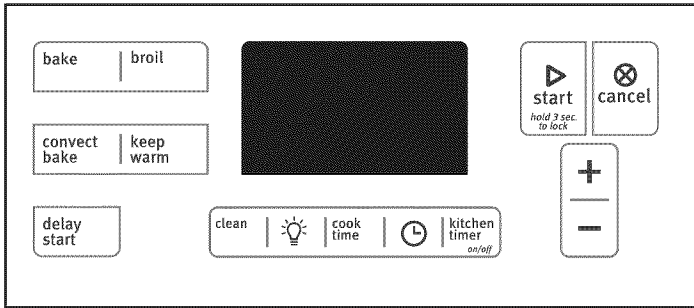 bake
broil
convect
bake
keep
warm
delay
start
clean
cook
time
kitchen
timer
on/off
start
hold 3 sec.
to lock
cancel
+
−